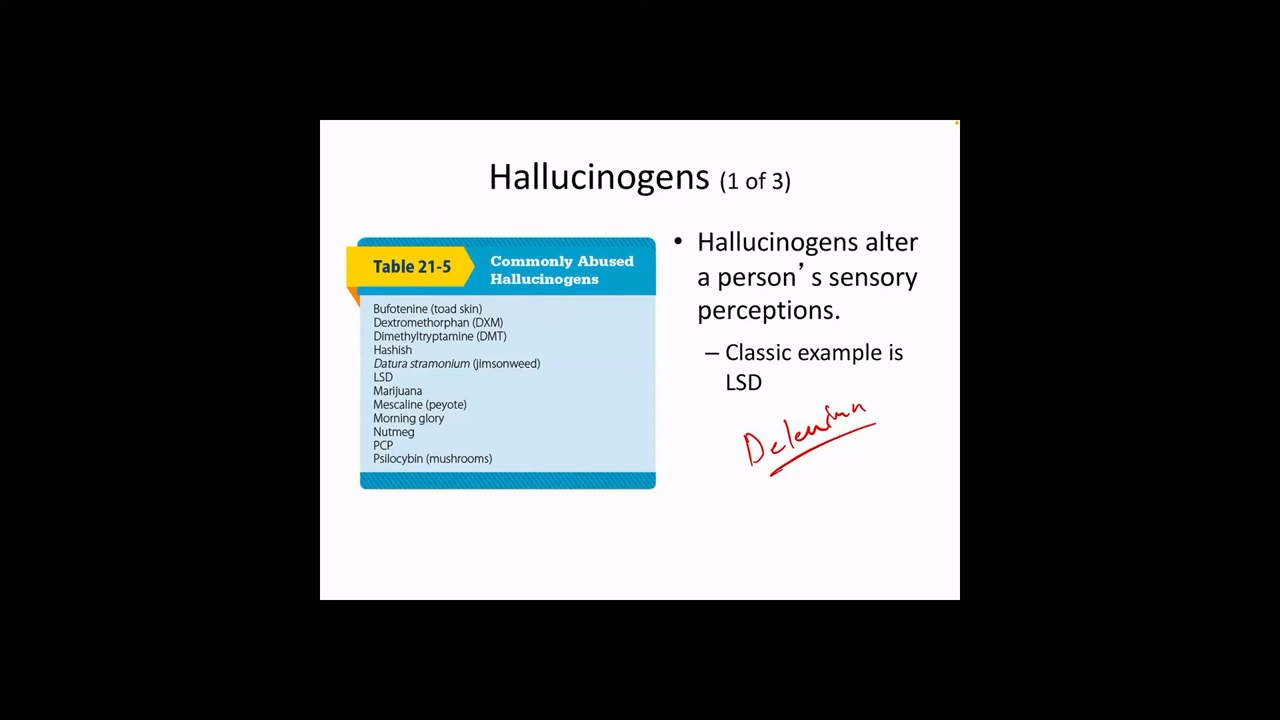 Hallucinogens (1 of 3)
Table 21-5
Commonly Abused
Hallucinogens
Bufotenine (toad skin)
Dextromethorphan (DXM)
Dimethyltryptamine (DMT)
Hashish
Datura stramonium (jimsonweed)
LSD
Marijuana
Mescaline (peyote)
Morning glory
Nutmeg
PCP
Psilocybin (mushrooms)
• Hallucinogens alter
a person’s sensory
perceptions.
– Classic example is
LSD